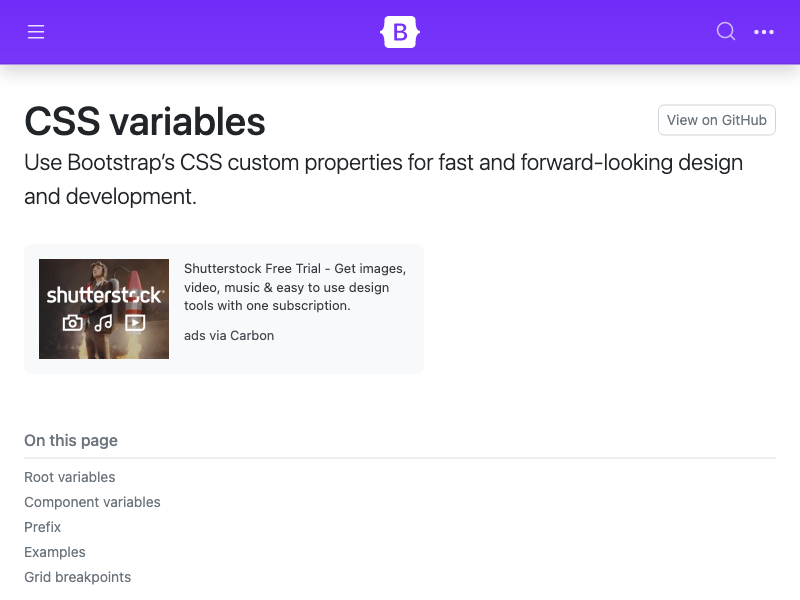 B
CSS variables
View on GitHub
Use Bootstrap’s CSS custom properties for fast and forward-looking design
and development.
shutterstock
Shutterstock Free Trial - Get images,
video, music & easy to use design
tools with one subscription.
ads via Carbon
On this page
Root variables
Component variables
Prefix
Examples
Grid breakpoints